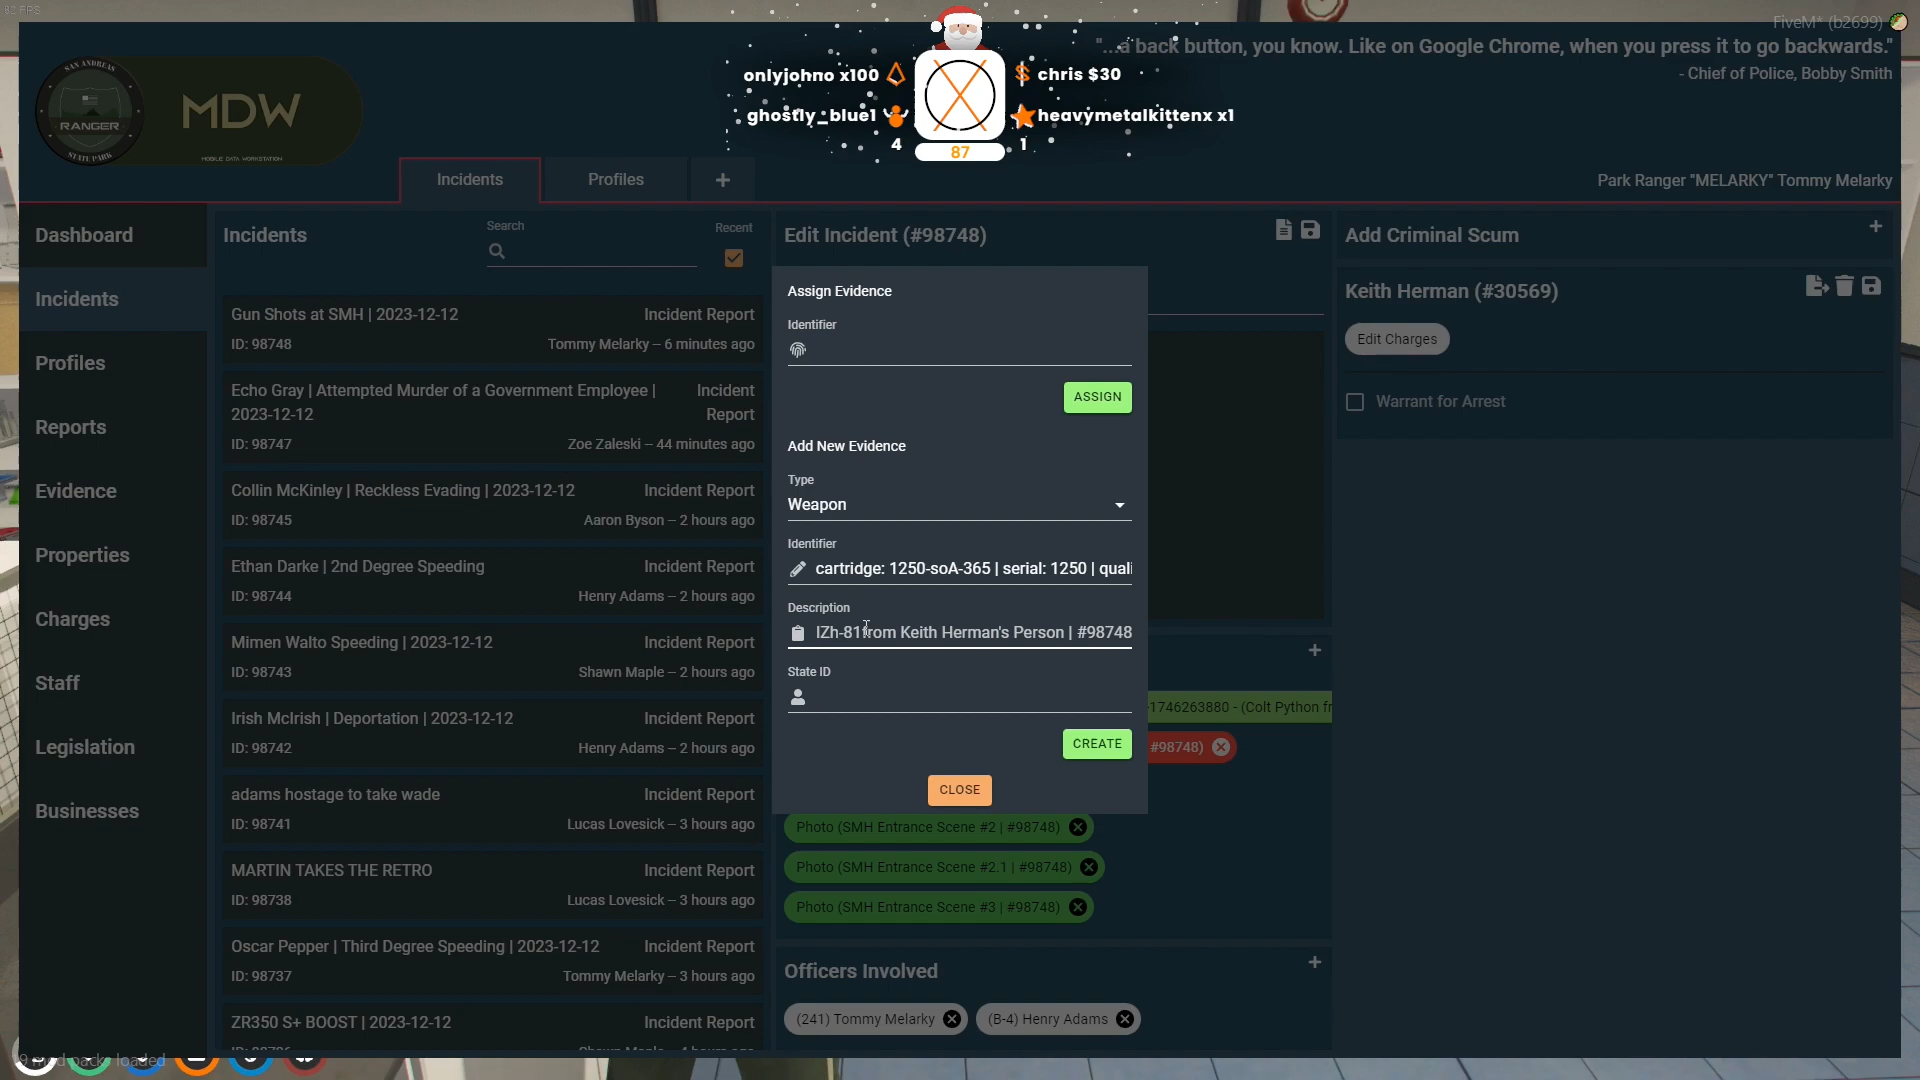 82 FPS
FiveM* (b2699)
"...a back button, you know. Like on Google Chrome, when you press it to go backwards."
- Chief of Police, Bobby Smith
onlyjohno x100
chris $30
ghostly_blue1
heavymetalkittenx x1
4
1
87
SAN ANDREAS
RANGER
STATE PARK
MDW
MOBILE DATA WORKSTATION
Incidents
Profiles
+
Park Ranger "MELARKY" Tommy Melarky
Dashboard
Incidents
Profiles
Reports
Evidence
Properties
Charges
Staff
Legislation
Businesses
Incidents
Search
Recent
Gun Shots at SMH | 2023-12-12
Incident Report
ID: 98748
Tommy Melarky – 6 minutes ago
Echo Gray | Attempted Murder of a Government Employee |
2023-12-12
Incident
Report
ID: 98747
Zoe Zaleski – 44 minutes ago
Collin McKinley | Reckless Evading | 2023-12-12
Incident Report
ID: 98745
Aaron Byson – 2 hours ago
Ethan Darke | 2nd Degree Speeding
Incident Report
ID: 98744
Henry Adams – 2 hours ago
Mimen Walto Speeding | 2023-12-12
Incident Report
ID: 98743
Shawn Maple – 2 hours ago
Irish McIrish | Deportation | 2023-12-12
Incident Report
ID: 98742
Henry Adams – 2 hours ago
adams hostage to take wade
Incident Report
ID: 98741
Lucas Lovesick – 3 hours ago
MARTIN TAKES THE RETRO
Incident Report
ID: 98738
Lucas Lovesick – 3 hours ago
Oscar Pepper | Third Degree Speeding | 2023-12-12
Incident Report
ID: 98737
Tommy Melarky – 3 hours ago
ZR350 S+ BOOST | 2023-12-12
Incident Report
Edit Incident (#98748)
Assign Evidence
Identifier
ASSIGN
Add New Evidence
Type
Weapon
Identifier
cartridge: 1250-soA-365 | serial: 1250 | quali
Description
IZh-81 from Keith Herman's Person | #98748
State ID
CREATE
CLOSE
1746263880 - (Colt Python fr
#98748)
Photo (SMH Entrance Scene #2 | #98748)
Photo (SMH Entrance Scene #2.1 | #98748)
Photo (SMH Entrance Scene #3 | #98748)
Officers Involved
+
(241) Tommy Melarky
(B-4) Henry Adams
Add Criminal Scum
+
Keith Herman (#30569)
Edit Charges
Warrant for Arrest
9 mod packs loaded